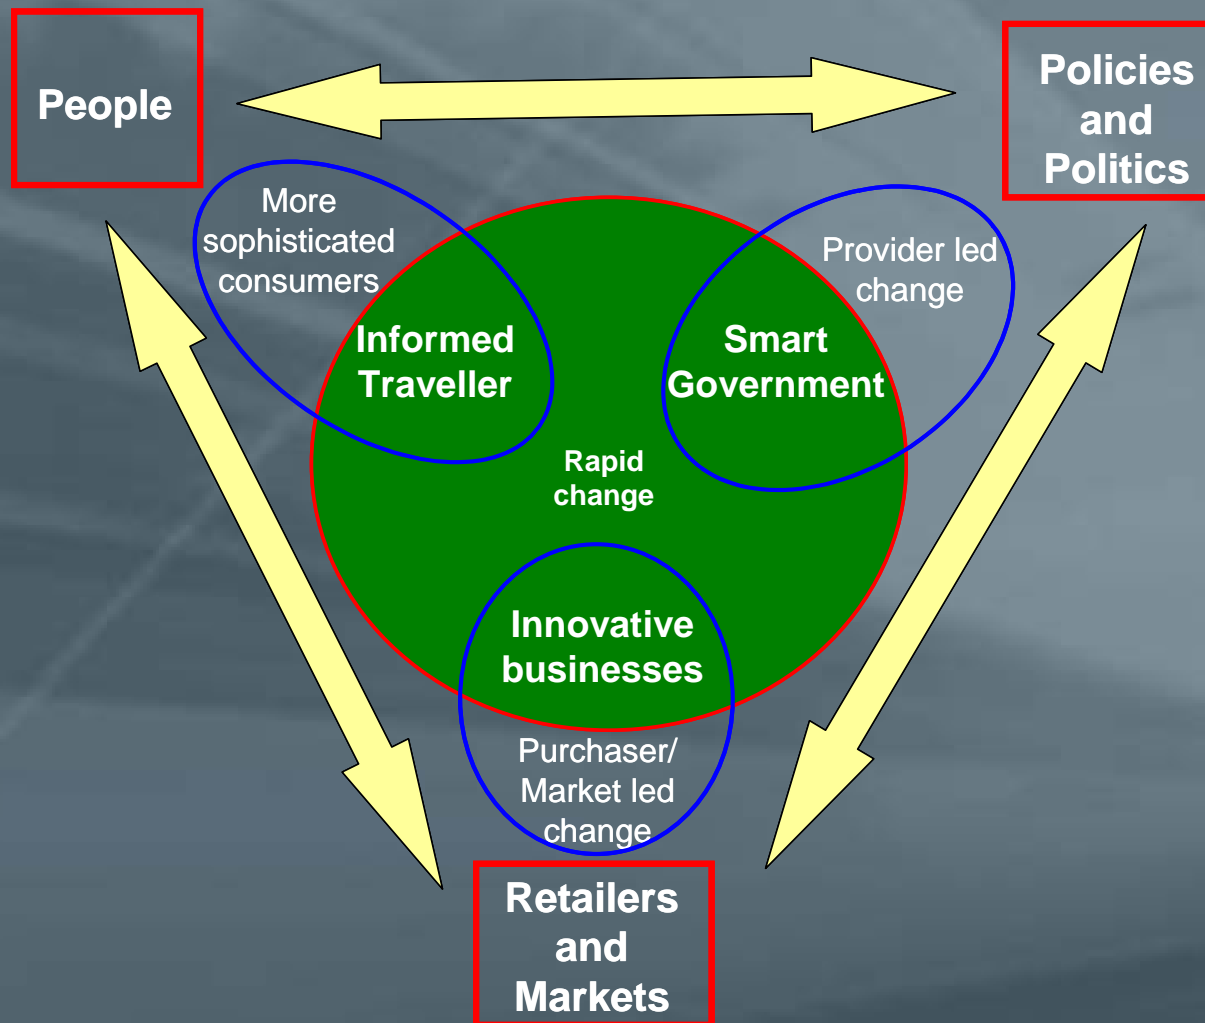 People
Policies
and
Politics
More
sophisticated
consumers
Provider led
change
Informed
Traveller
Smart
Government
Rapid
change
Innovative
businesses
Purchaser/
Market led
change
Retailers
and
Markets